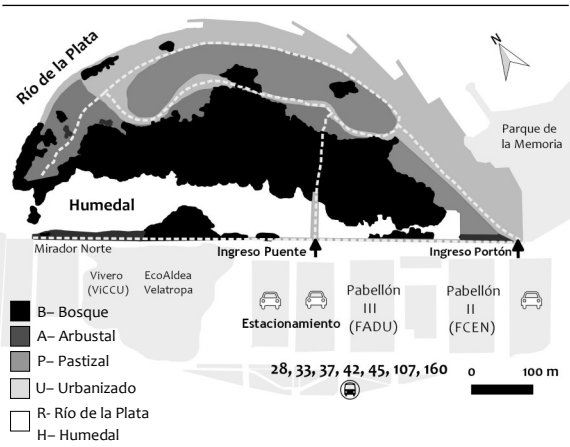 N
Río de la Plata
Parque de
la Memoria
Humedal
Mirador Norte
Ingreso Puente
Ingreso Portón
Vivero
(ViCCU)
EcoAldea
Velatropa
Estacionamiento
Pabellón
III
(FADU)
Pabellón
II
(FCEN)
B– Bosque
A– Arbustal
P– Pastizal
U– Urbanizado
R- Río de la Plata
H– Humedal
28, 33, 37, 42, 45, 107, 160
0 100 m